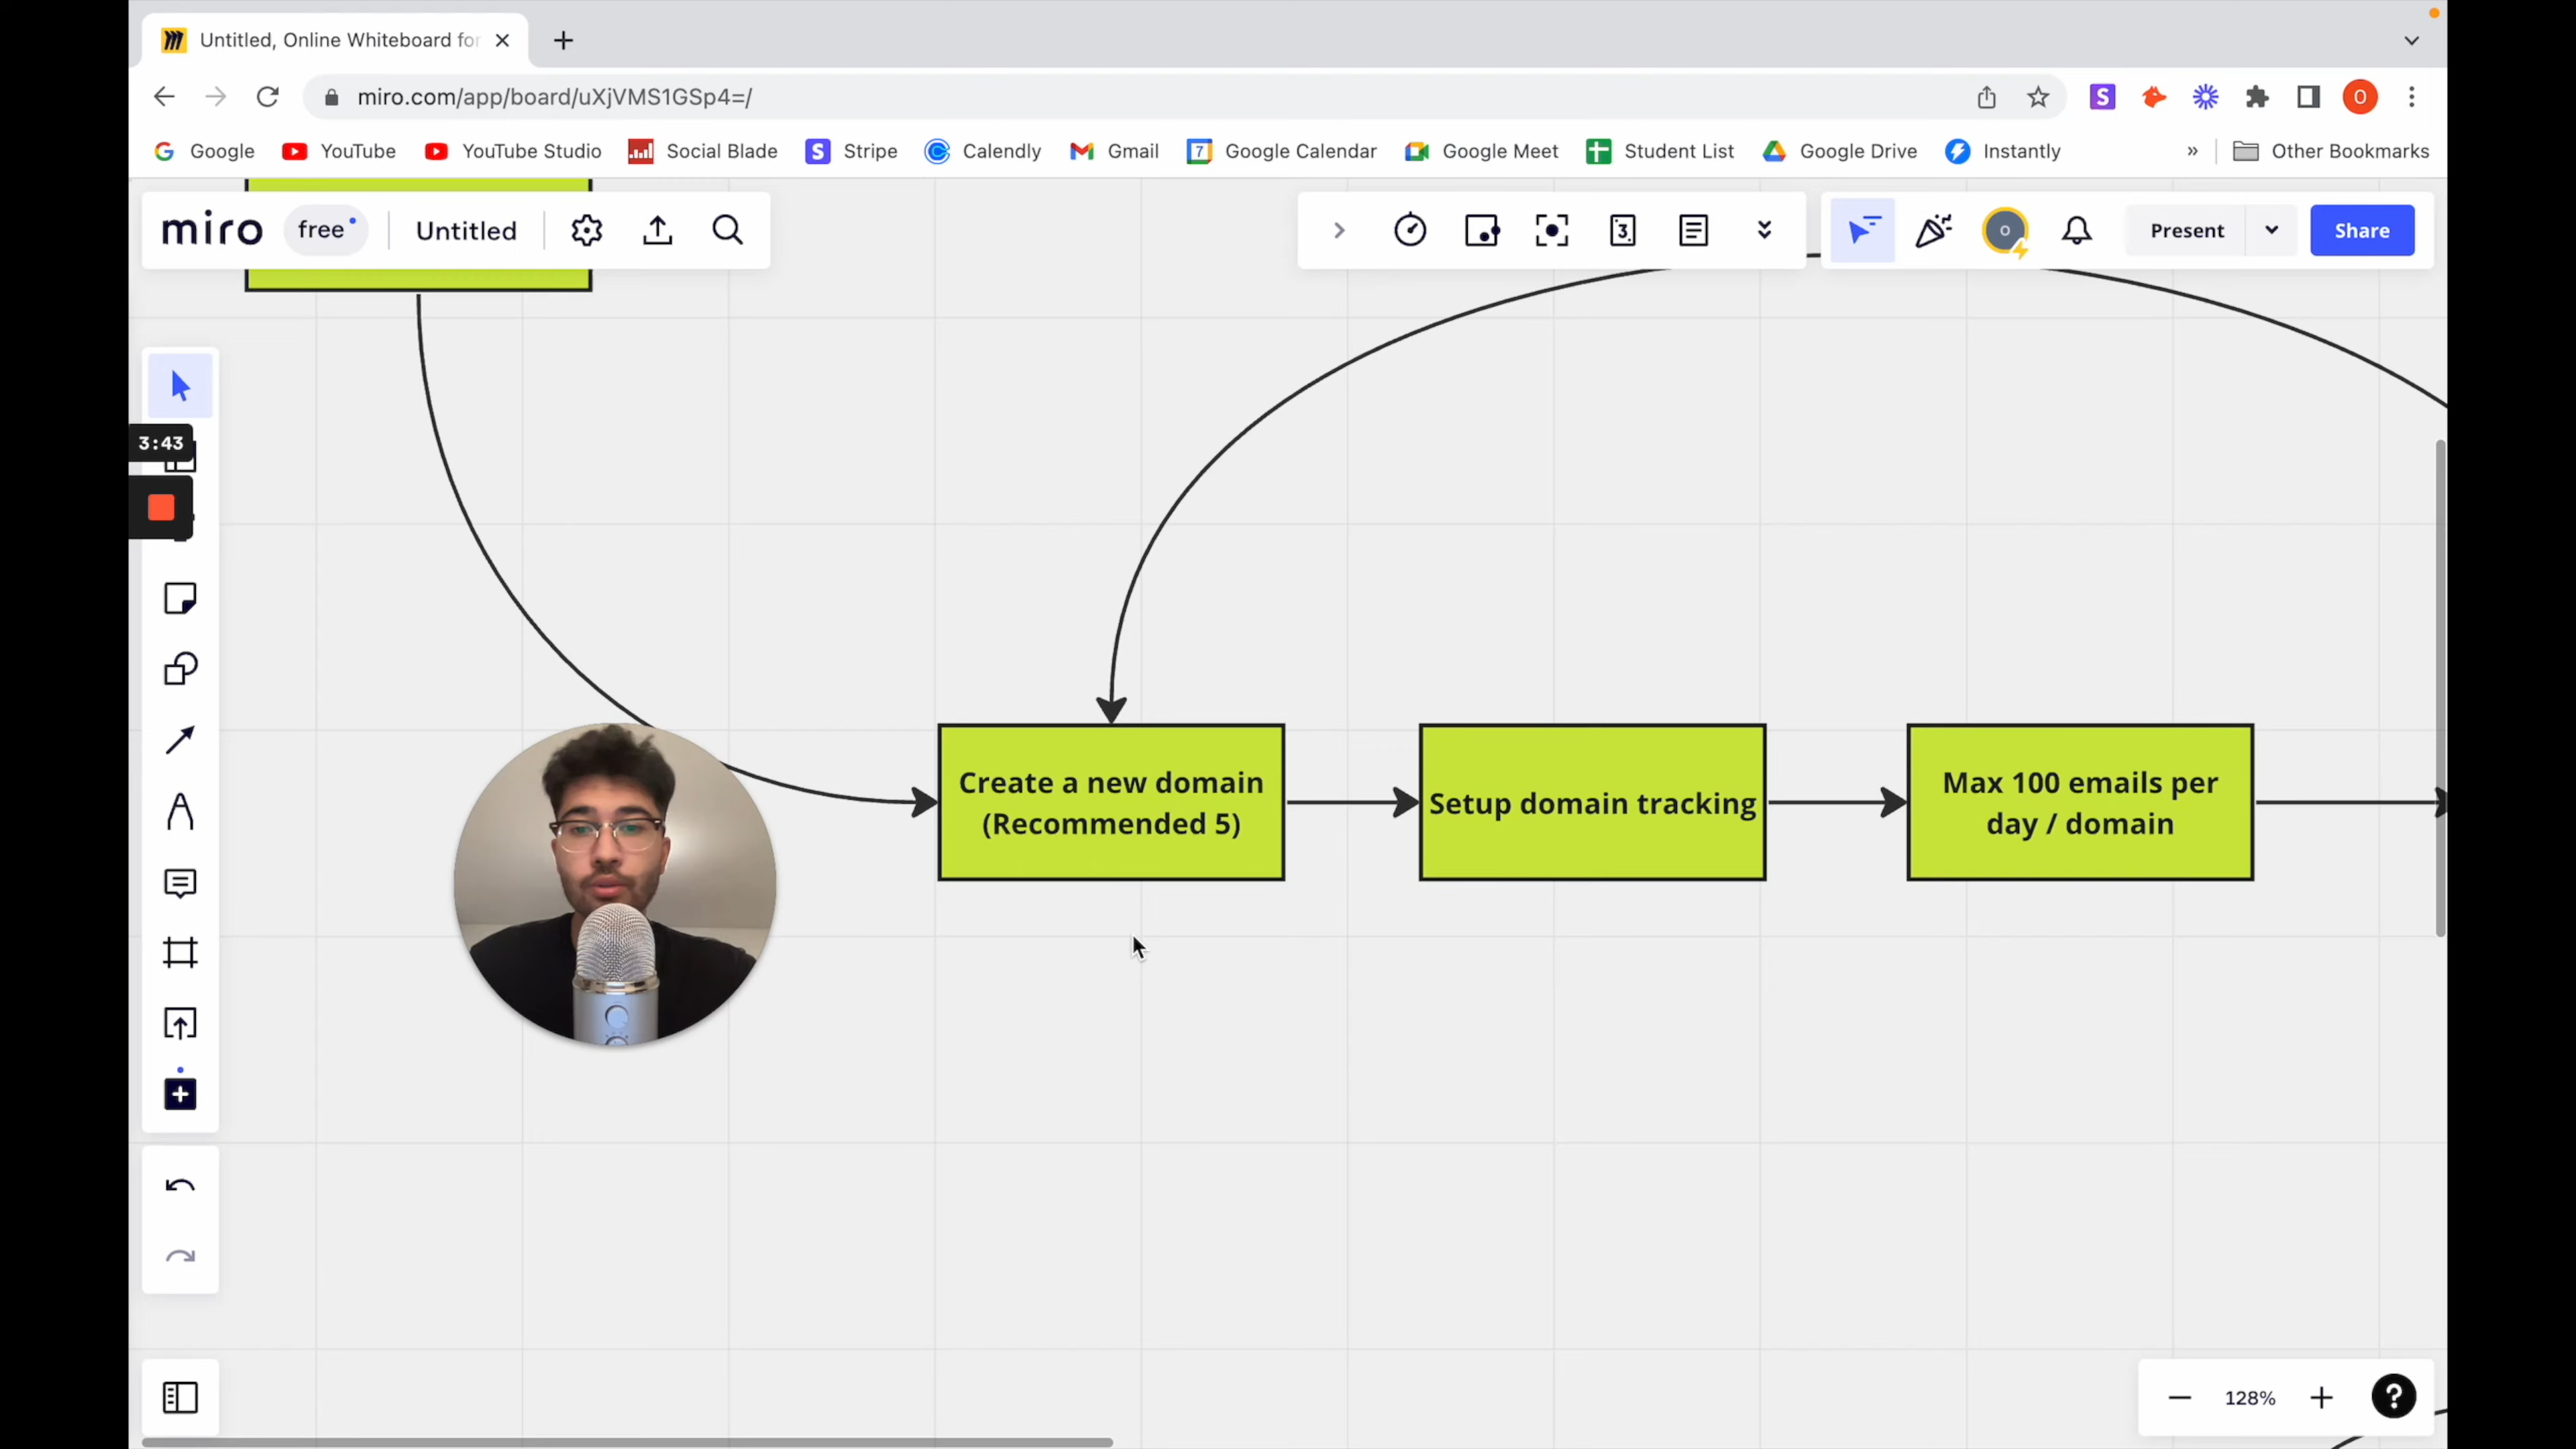 Untitled, Online Whiteboard for
miro.com/app/board/uXjVMS1GSp4=/
S
O
Google
YouTube
YouTube Studio
Social Blade
S
Stripe
Calendly
Gmail
7
Google Calendar
Google Meet
Student List
Google Drive
Instantly
»
Other Bookmarks
miro
free
Untitled
3
O
Present
Share
3:43
Create a new domain
(Recommended 5)
Setup domain tracking
Max 100 emails per
day / domain
128%
?